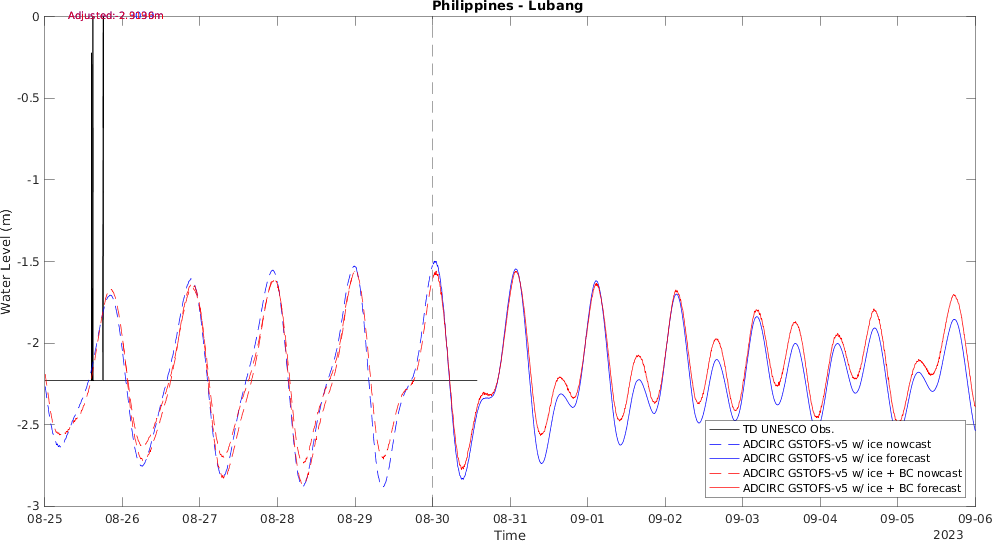 Philippines - Lubang
Adjusted:
0
-0.5
-1
-1.5
-2
-2.5
-3
Water Level (m)
08-25
08-26
08-27
08-28
08-29
08-30
08-31
09-01
09-02
09-03
09-04
09-05
09-06
Time
2023
TD UNESCO Obs.
ADCIRC GSTOFS-v5 w/ ice nowcast
ADCIRC GSTOFS-v5 w/ ice forecast
ADCIRC GSTOFS-v5 w/ ice + BC nowcast
ADCIRC GSTOFS-v5 w/ ice + BC forecast